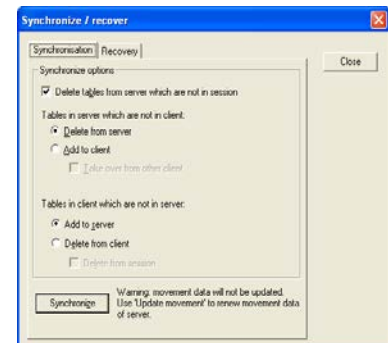 Synchronize / recover
Synchronisation
Recovery
Close
Synchronize options
Delete tables from server which are not in session
Tables in server which are not in client:
Delete from server
Add to client
Take over from other client
Tables in client which are not in server:
Add to server
Delete from client
Delete from session
Synchronize
Warning: movement data will not be updated.
Use 'Update movement' to renew movement data
of server.